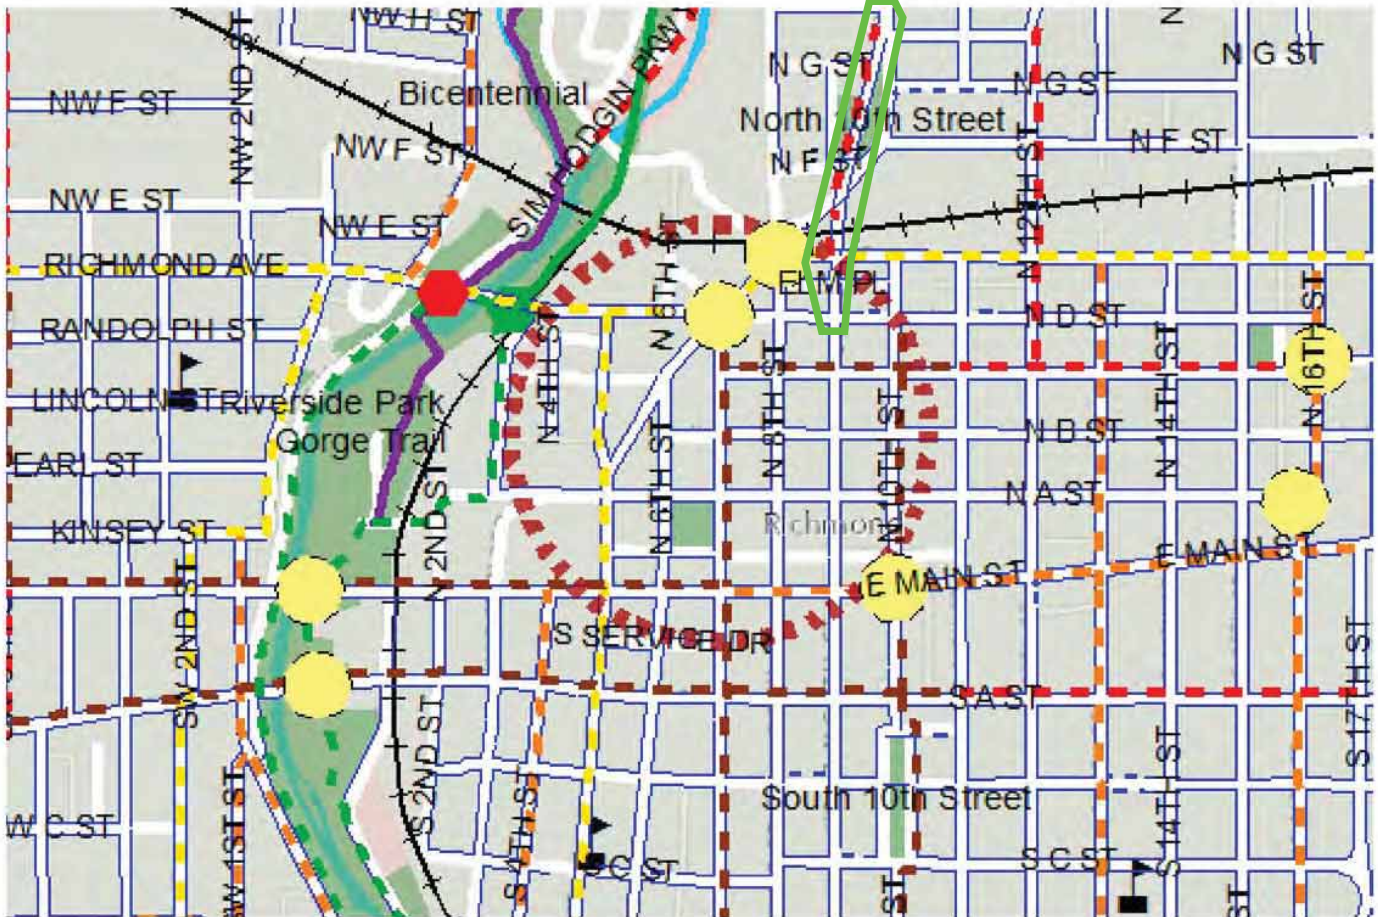 NW H ST
N
N G ST
N G ST
NW 2ND ST
HODGIN PKWY
N G ST
Bicentennial
NW F ST
North 10th Street
NW F ST
N F ST
N F ST
N 12TH ST
NW E ST
SIM
NW E ST
N 6TH ST
RICHMOND AVE
ELM PL
RANDOLPH ST
N D ST
N 4TH ST
N 8TH ST
N 14TH ST
N 16TH ST
LINCOLN ST
Riverside Park
Gorge Trail
N 10TH ST
N B ST
EARL ST
N 6TH ST
N A ST
KINSEY ST
N 2ND ST
Richmond
E MAIN ST
E MAIN ST
SW 2ND ST
S SERVICE DR
S A ST
S 17TH ST
S 2ND ST
SW 1ST ST
S 4TH ST
South 10th Street
S 14TH ST
W C ST
S C ST
S C ST
ST
ST